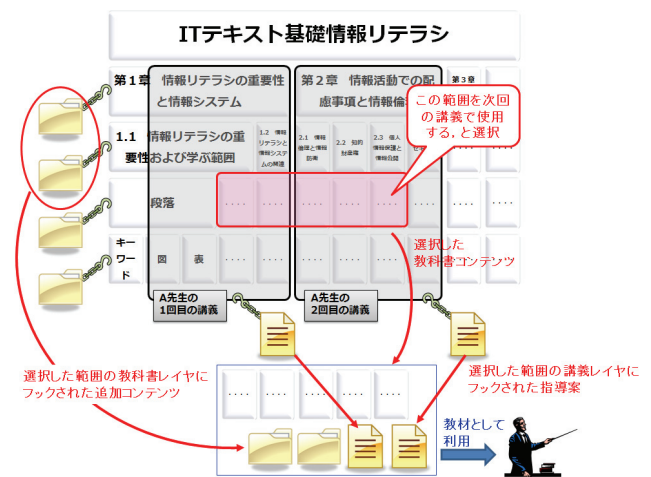 ITテキスト基礎情報リテラシ
第1章 情報リテラシの重要性
と情報システム
第2章 情報活動での配
慮事項と情報倫
第3章
この範囲を次回
の講義で使用
する．と選択
1.1 情報リテラシの重
要性および学ぶ範囲
1.2 情報
リテラシと
情報システ
ムの関連
2.1 情報
倫理と情報
防衛
2.2 知的
財産権
2.3 個人
情報保護と
情報公開
段落
‥‥ ‥‥ ‥‥ ‥‥ ‥‥ ‥‥ ‥‥ ‥‥
キー
ワー
ド
図
表
‥‥ ‥‥ ‥‥ ‥‥ ‥‥ ‥‥ ‥‥ ‥‥
選択した
教科書コンテンツ
A先生の
1回目の講義
A先生の
2回目の講義
選択した範囲の教科書レイヤに
フックされた追加コンテンツ
選択した範囲の講義レイヤに
フックされた指導案
‥‥ ‥‥ ‥‥ ‥‥ ‥‥
教材として
利用